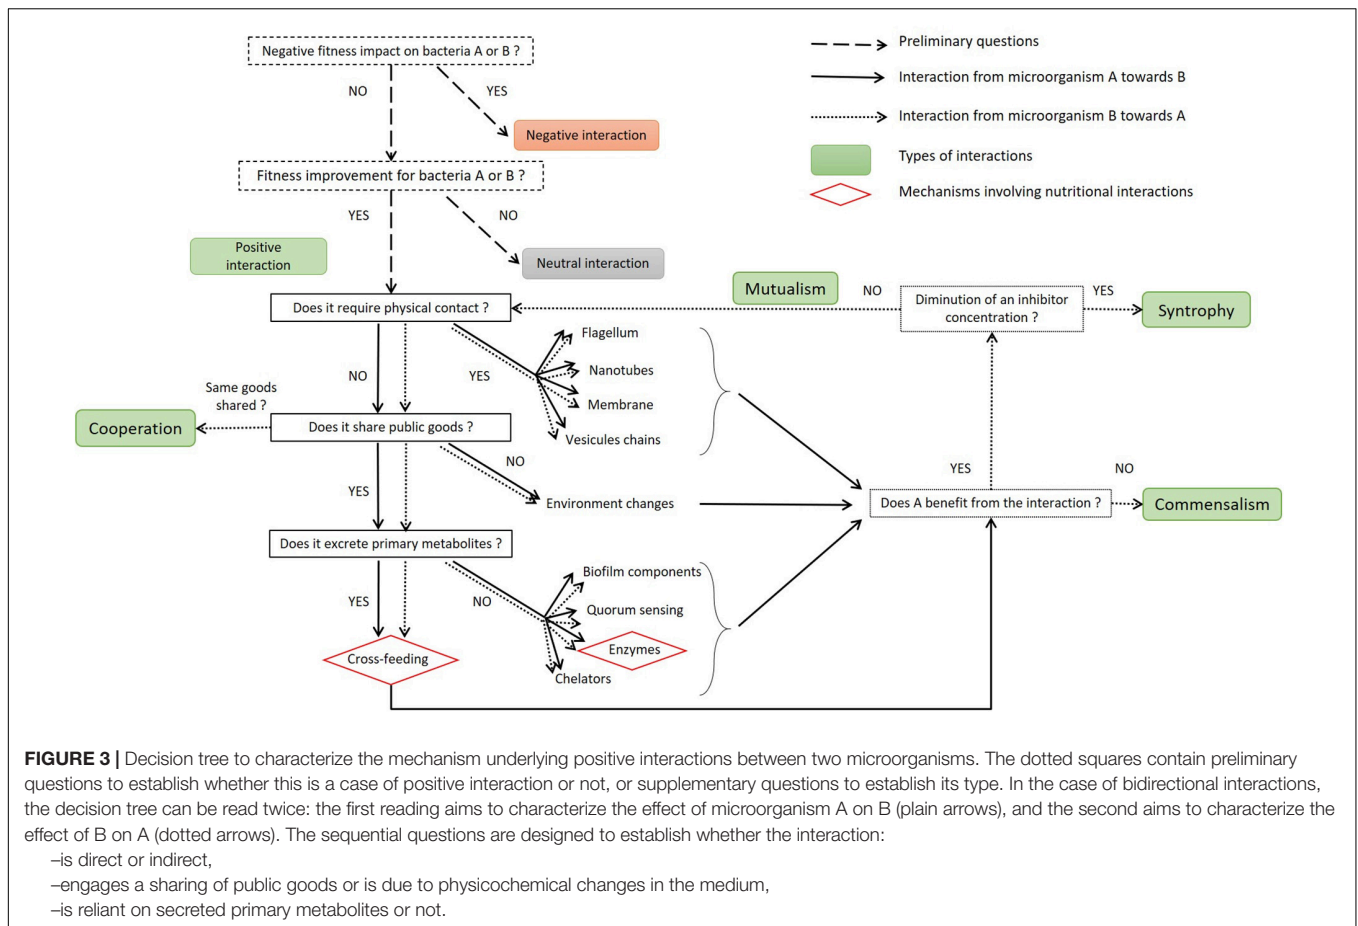 Negative fitness impact on bacteria A or B ?
NO
YES
Negative interaction
Fitness improvement for bacteria A or B ?
YES
NO
Positive
interaction
Neutral interaction
Preliminary questions
Interaction from microorganism A towards B
Interaction from microorganism B towards A
Types of interactions
Mechanisms involving nutritional interactions
Does it require physical contact ?
Mutualism
NO
Diminution of an inhibitor
concentration ?
YES
Syntrophy
NO
YES
Flagellum
Nanotubes
Membrane
Vesicules chains
Same goods
shared ?
Cooperation
Does it share public goods ?
YES
NO
Environment changes
YES
NO
Does A benefit from the interaction ?
Commensalism
Does it excrete primary metabolites ?
YES
NO
Biofilm components
Quorum sensing
Enzymes
Chelators
Cross-feeding
FIGURE 3 | Decision tree to characterize the mechanism underlying positive interactions between two microorganisms. The dotted squares contain preliminary
questions to establish whether this is a case of positive interaction or not, or supplementary questions to establish its type. In the case of bidirectional interactions,
the decision tree can be read twice: the first reading aims to characterize the effect of microorganism A on B (plain arrows), and the second aims to characterize the
effect of B on A (dotted arrows). The sequential questions are designed to establish whether the interaction:
–is direct or indirect,
–engages a sharing of public goods or is due to physicochemical changes in the medium,
–is reliant on secreted primary metabolites or not.